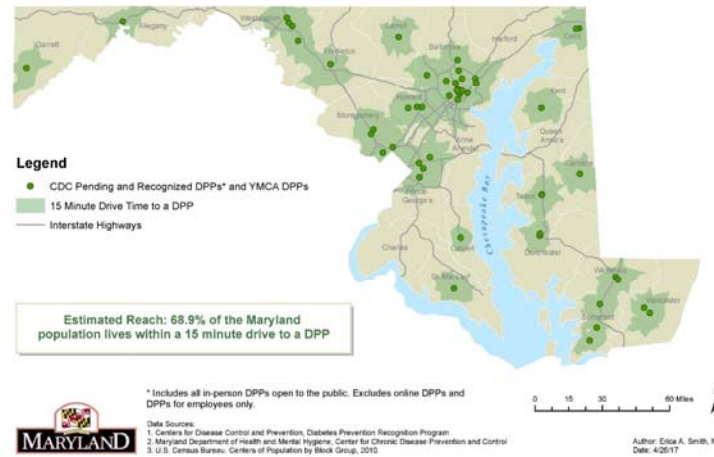 Garrett
Allegany
Washington
Frederick
Carroll
Baltimore
Harford
Cecil
Howard
Montgomery
Kent
Anne
Arundel
Queen
Anne's
Prince
George's
Caroline
Talbot
Chesapeake Bay
Charles
Calvert
Dorchester
St. Mary's
Wicomico
Worcester
Somerset
Legend
CDC Pending and Recognized DPPs* and YMCA DPPs
15 Minute Drive Time to a DPP
Interstate Highways
Estimated Reach: 68.9% of the Maryland
population lives within a 15 minute drive to a DPP
* Includes all in-person DPPs open to the public. Excludes online DPPs and
DPPs for employees only.
0 15 30 60 Miles
Data Sources:
1. Centers for Disease Control and Prevention, Diabetes Prevention Recognition Program
2. Maryland Department of Health and Mental Hygiene, Center for Chronic Disease Prevention and Control
3. U.S. Census Bureau. Centers of Population by Block Group, 2010.
MARYLAND
Author: Erica A. Smith, M
Date: 4/26/17